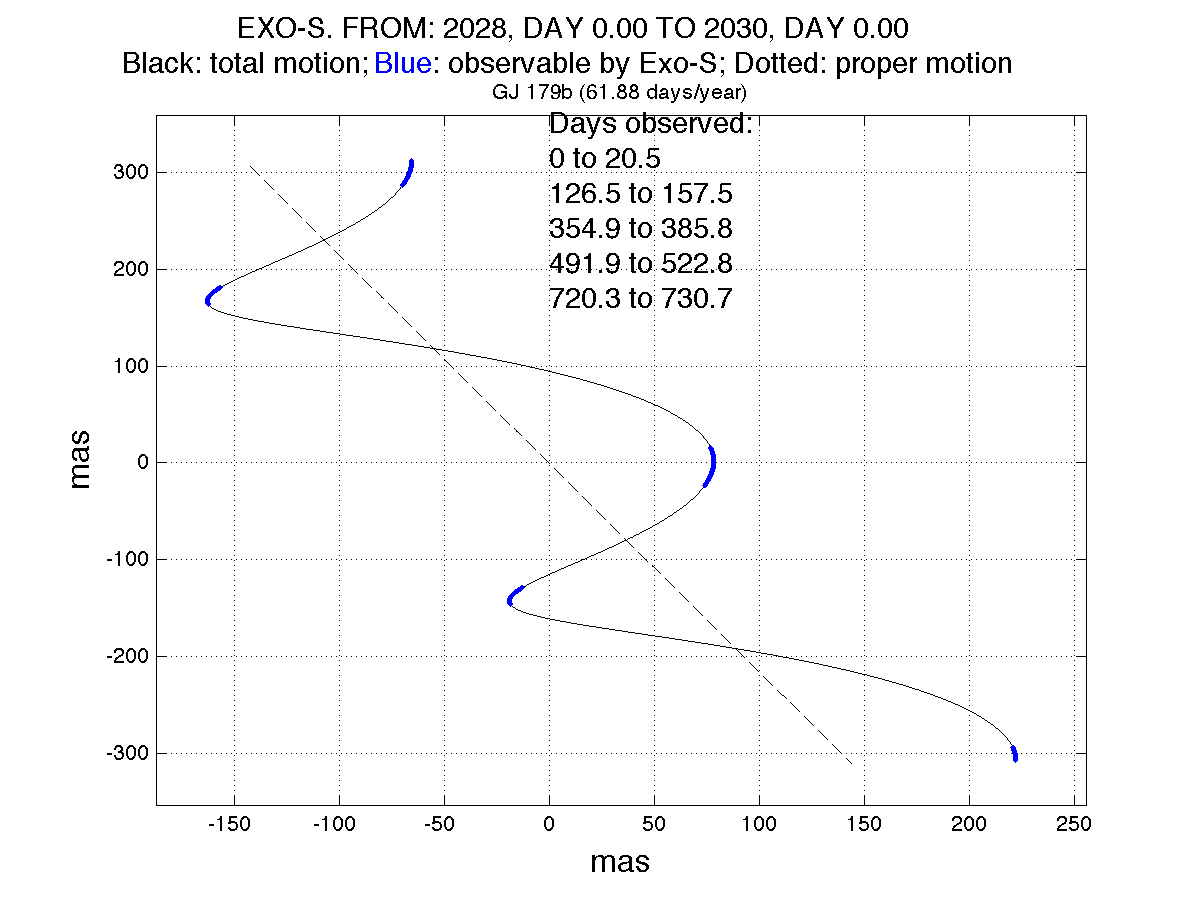 EXO-S. FROM: 2028, DAY 0.00 TO 2030, DAY 0.00
Black: total motion; Blue: observable by Exo-S; Dotted: proper motion
GJ 179b (61.88 days/year)
Days observed:
0 to 20.5
126.5 to 157.5
354.9 to 385.8
491.9 to 522.8
720.3 to 730.7
300
200
100
0
-100
-200
-300
mas
-150 -100 -50 0 50 100 150 200 250
mas